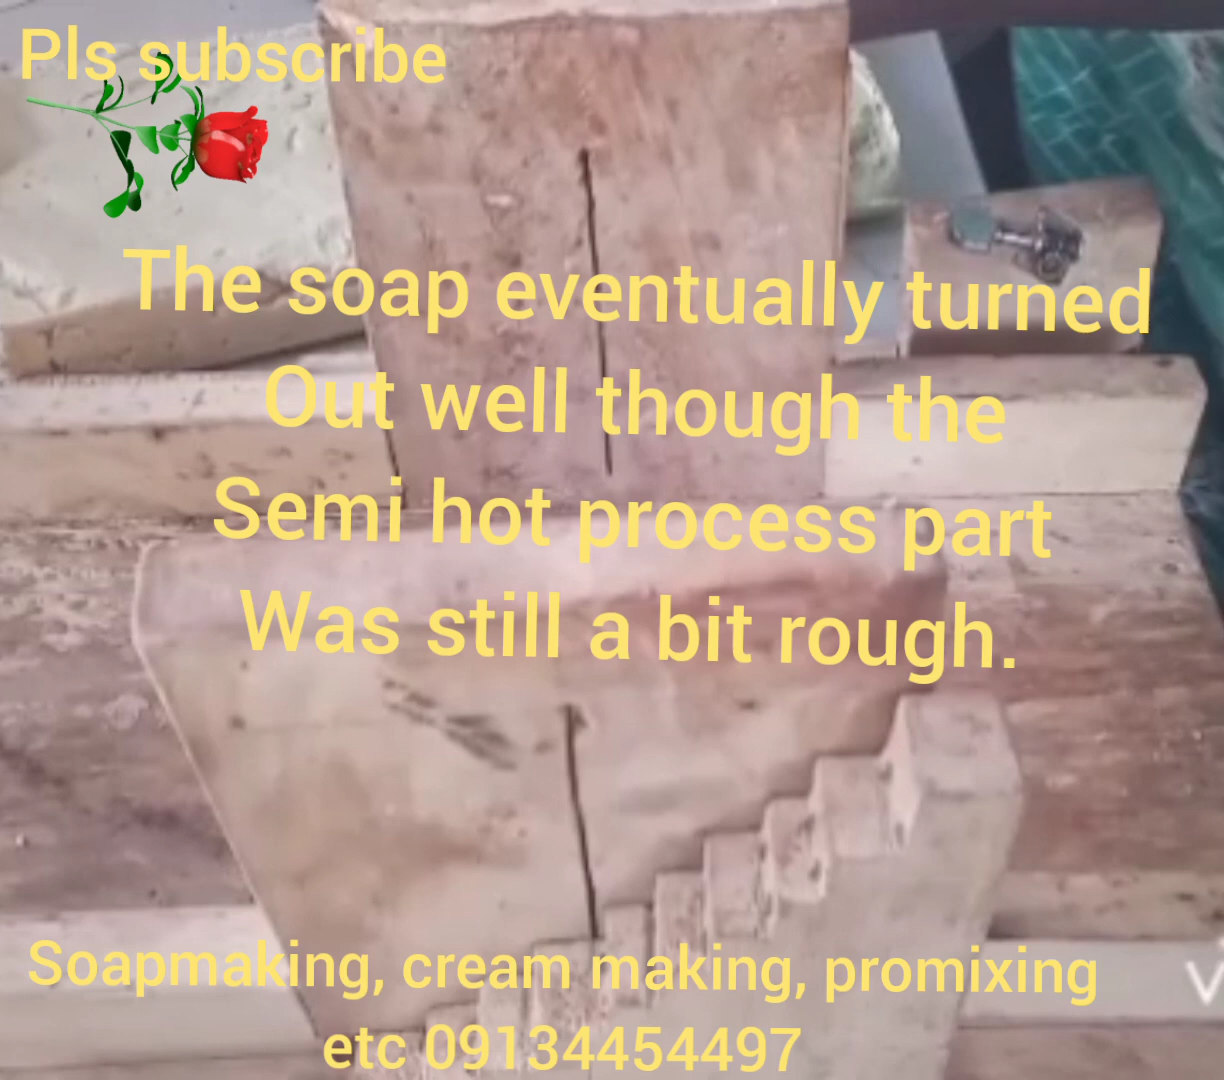 Pls subscribe
The soap eventually turned
Out well though the
Semi hot process part
Was still a bit rough.
Soapmaking, cream making, promixing
etc 09134454497